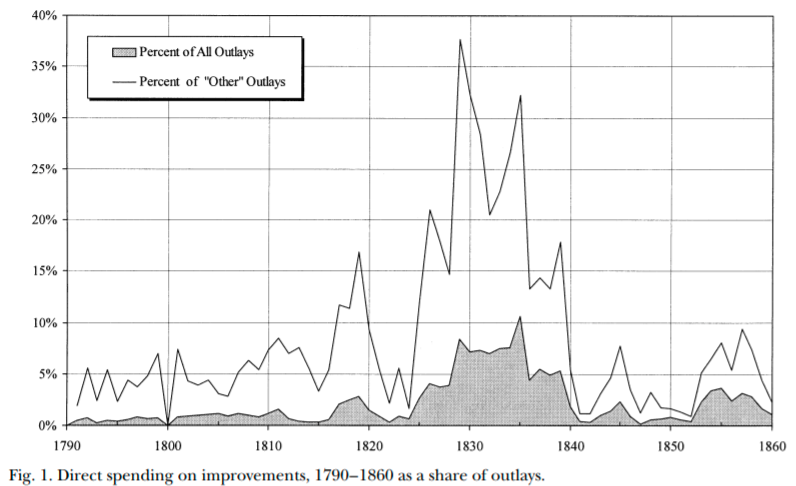 40%
35%
30%
25%
20%
15%
10%
5%
0%
Percent of All Outlays
Percent of "Other" Outlays
1790 1800 1810 1820 1830 1840 1850 1860
Fig. 1. Direct spending on improvements, 1790–1860 as a share of outlays.